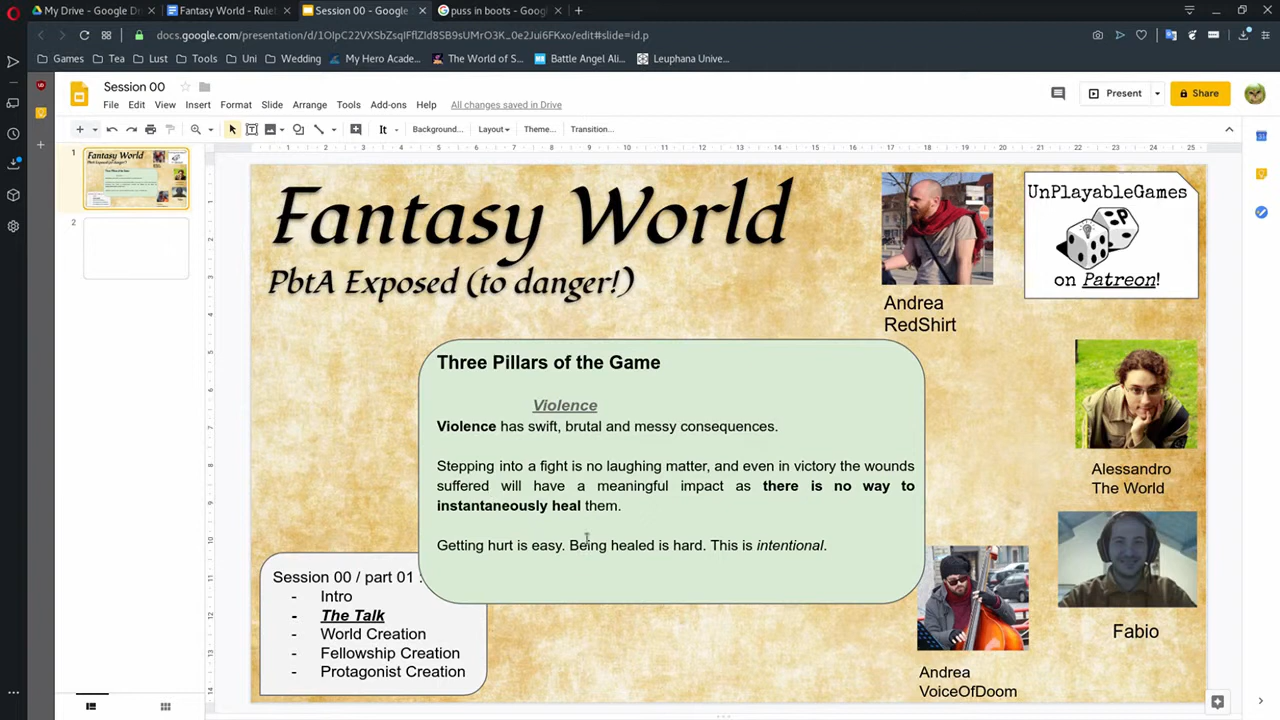 My Drive - Google Dr
Fantasy World - Ruleb
Session 00 - Google
puss in boots - Googl
docs.google.com/presentation/d/1OlpC22VXSbZsqIFflZId8SB9sUMrO3K_0e2Jui6FKxo/edit#slide=id.p
Games
Tea
Lust
Tools
Uni
Wedding
My Hero Acade...
The World of S...
Battle Angel Ali...
Leuphana Unive...
Session 00
File Edit View Insert Format Slide Arrange Tools Add-ons Help All changes saved in Drive
Present
Share
Background... Layout Theme... Transition...
1
2
Fantasy World
PbtA Exposed (to danger!)
UnPlayableGames
on Patreon!
Andrea
RedShirt
Three Pillars of the Game
Violence
Violence has swift, brutal and messy consequences.
Stepping into a fight is no laughing matter, and even in victory the wounds
suffered will have a meaningful impact as there is no way to
instantaneously heal them.
Getting hurt is easy. Being healed is hard. This is intentional.
Alessandro
The World
Fabio
Andrea
VoiceOfDoom
Session 00 / part 01 :
- Intro
- The Talk
- World Creation
- Fellowship Creation
- Protagonist Creation